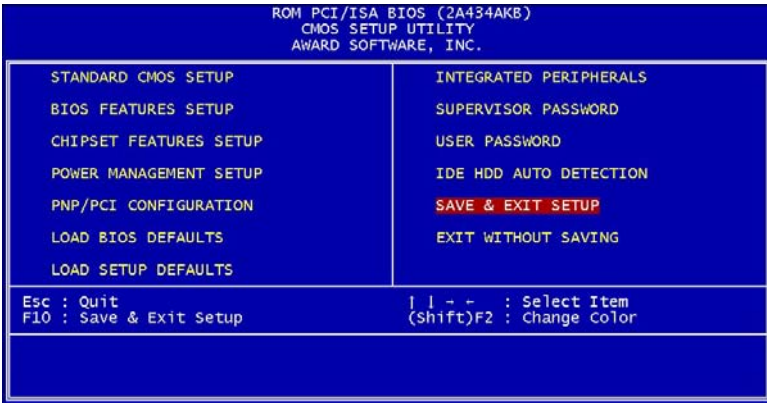 ROM PCI/ISA BIOS (2A434AKB)
CMOS SETUP UTILITY
AWARD SOFTWARE, INC.
STANDARD CMOS SETUP
BIOS FEATURES SETUP
CHIPSET FEATURES SETUP
POWER MANAGEMENT SETUP
PNP/PCI CONFIGURATION
LOAD BIOS DEFAULTS
LOAD SETUP DEFAULTS
INTEGRATED PERIPHERALS
SUPERVISOR PASSWORD
USER PASSWORD
IDE HDD AUTO DETECTION
SAVE & EXIT SETUP
EXIT WITHOUT SAVING
Esc : Quit
F10 : Save & Exit Setup
↑ ↓ → ← : Select Item
(Shift)F2 : Change Color